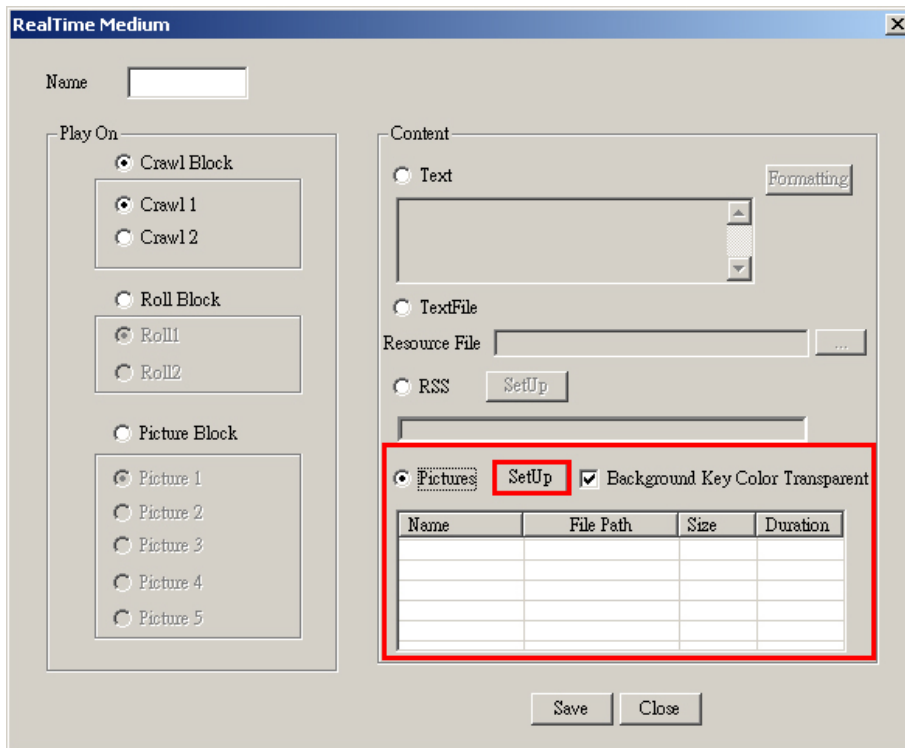 RealTime Medium
Name
Play On
Crawl Block
Crawl 1
Crawl 2
Roll Block
Roll1
Roll2
Picture Block
Picture 1
Picture 2
Picture 3
Picture 4
Picture 5
Content
Text
Formatting
TextFile
Resource File
...
RSS SetUp
Pictures SetUp Background Key Color Transparent
Name File Path Size Duration
Save Close